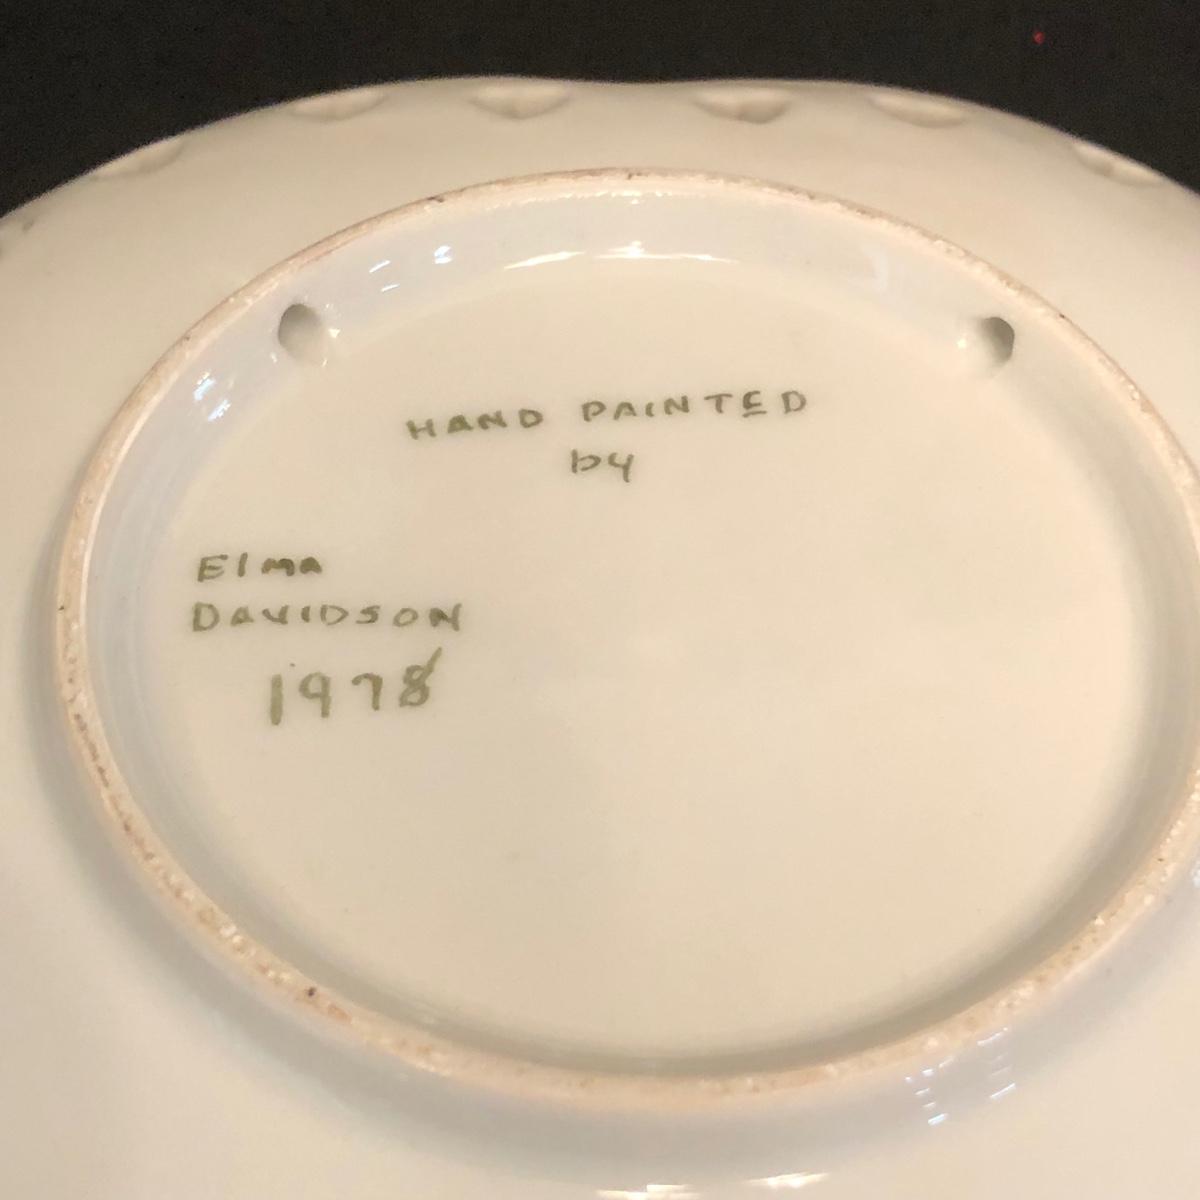 HAND PAINTED
by
Elma
DAVIDSON
1978